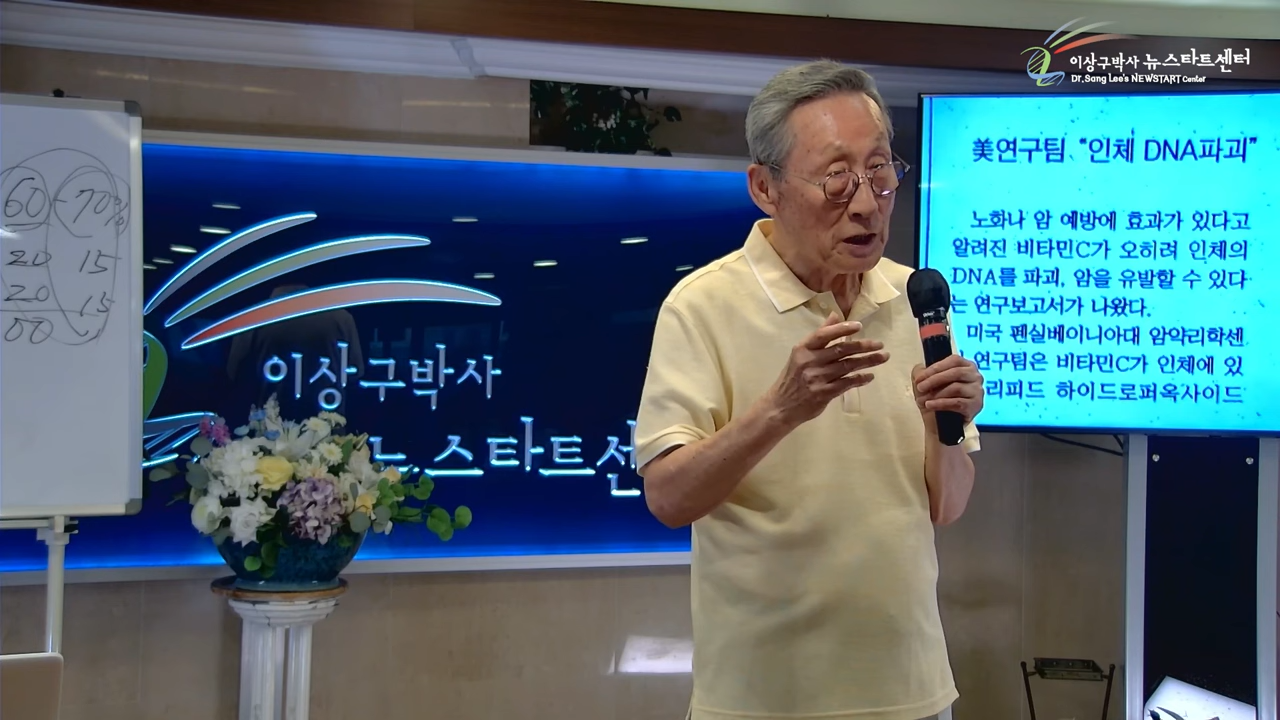 이상구박사 뉴스타트센터
Dr.Sang Lee's NEWSTART Center
60 - 70%
20 15
20 15
00
이상구박사
뉴스타트센
美연구팀 "인체 DNA파괴"
노화나 암 예방에 효과가 있다고
알려진 비타민C가 오히려 인체의
DNA를 파괴, 암을 유발할 수 있다
는 연구보고서가 나왔다.
미국 펜실베이니아대 암약리학센
연구팀은 비타민C가 인체에 있
리피드 하이드로퍼옥사이드